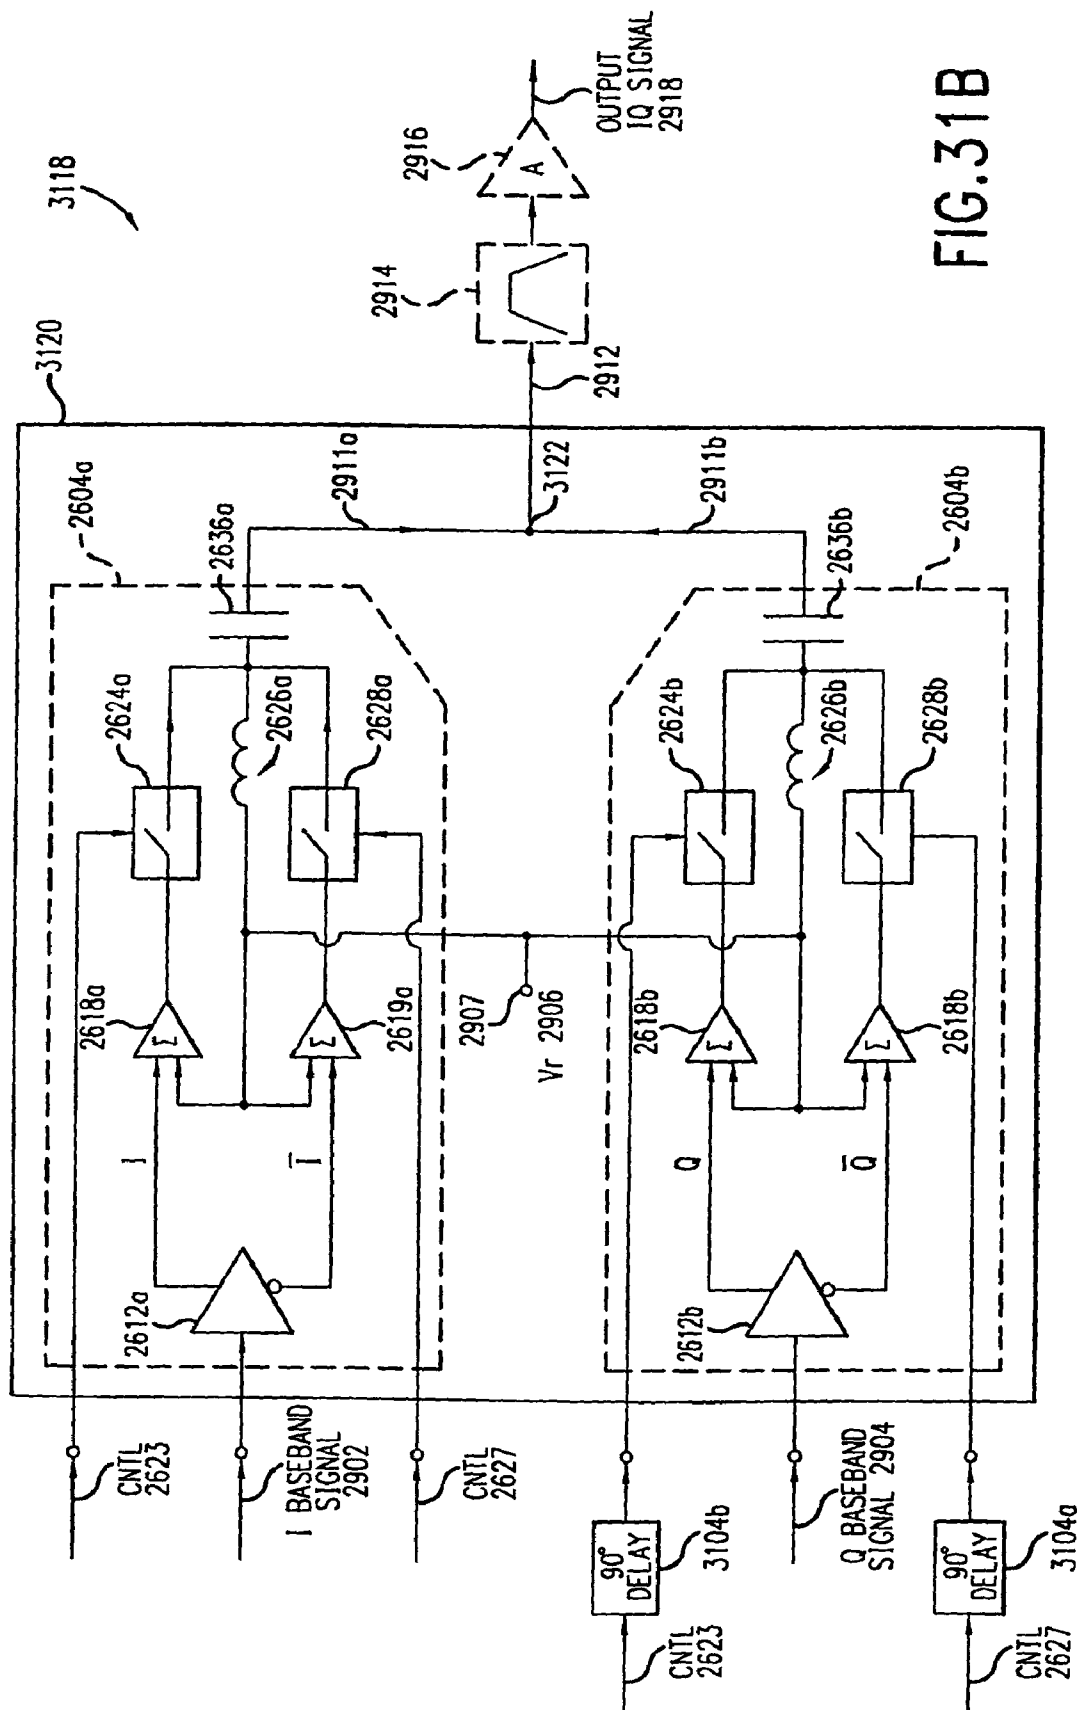 3118
3120
2604a
2636a
2624a
2626a
2628a
2618a
2619a
I
I̅
2612a
CNTL
2623
I BASEBAND
SIGNAL
2902
CNTL
2627
2911a
3122
2911b
2912
2914
2916
A
OUTPUT
IQ SIGNAL
2918
Σ
Σ
2907
Vr 2906
2604b
2636b
2624b
2626b
2628b
2618b
2618b
Σ
Σ
Q
Q̅
2612b
90°
DELAY
3104b
CNTL
2623
Q BASEBAND
SIGNAL 2904
90°
DELAY
3104a
CNTL
2627
FIG.31B